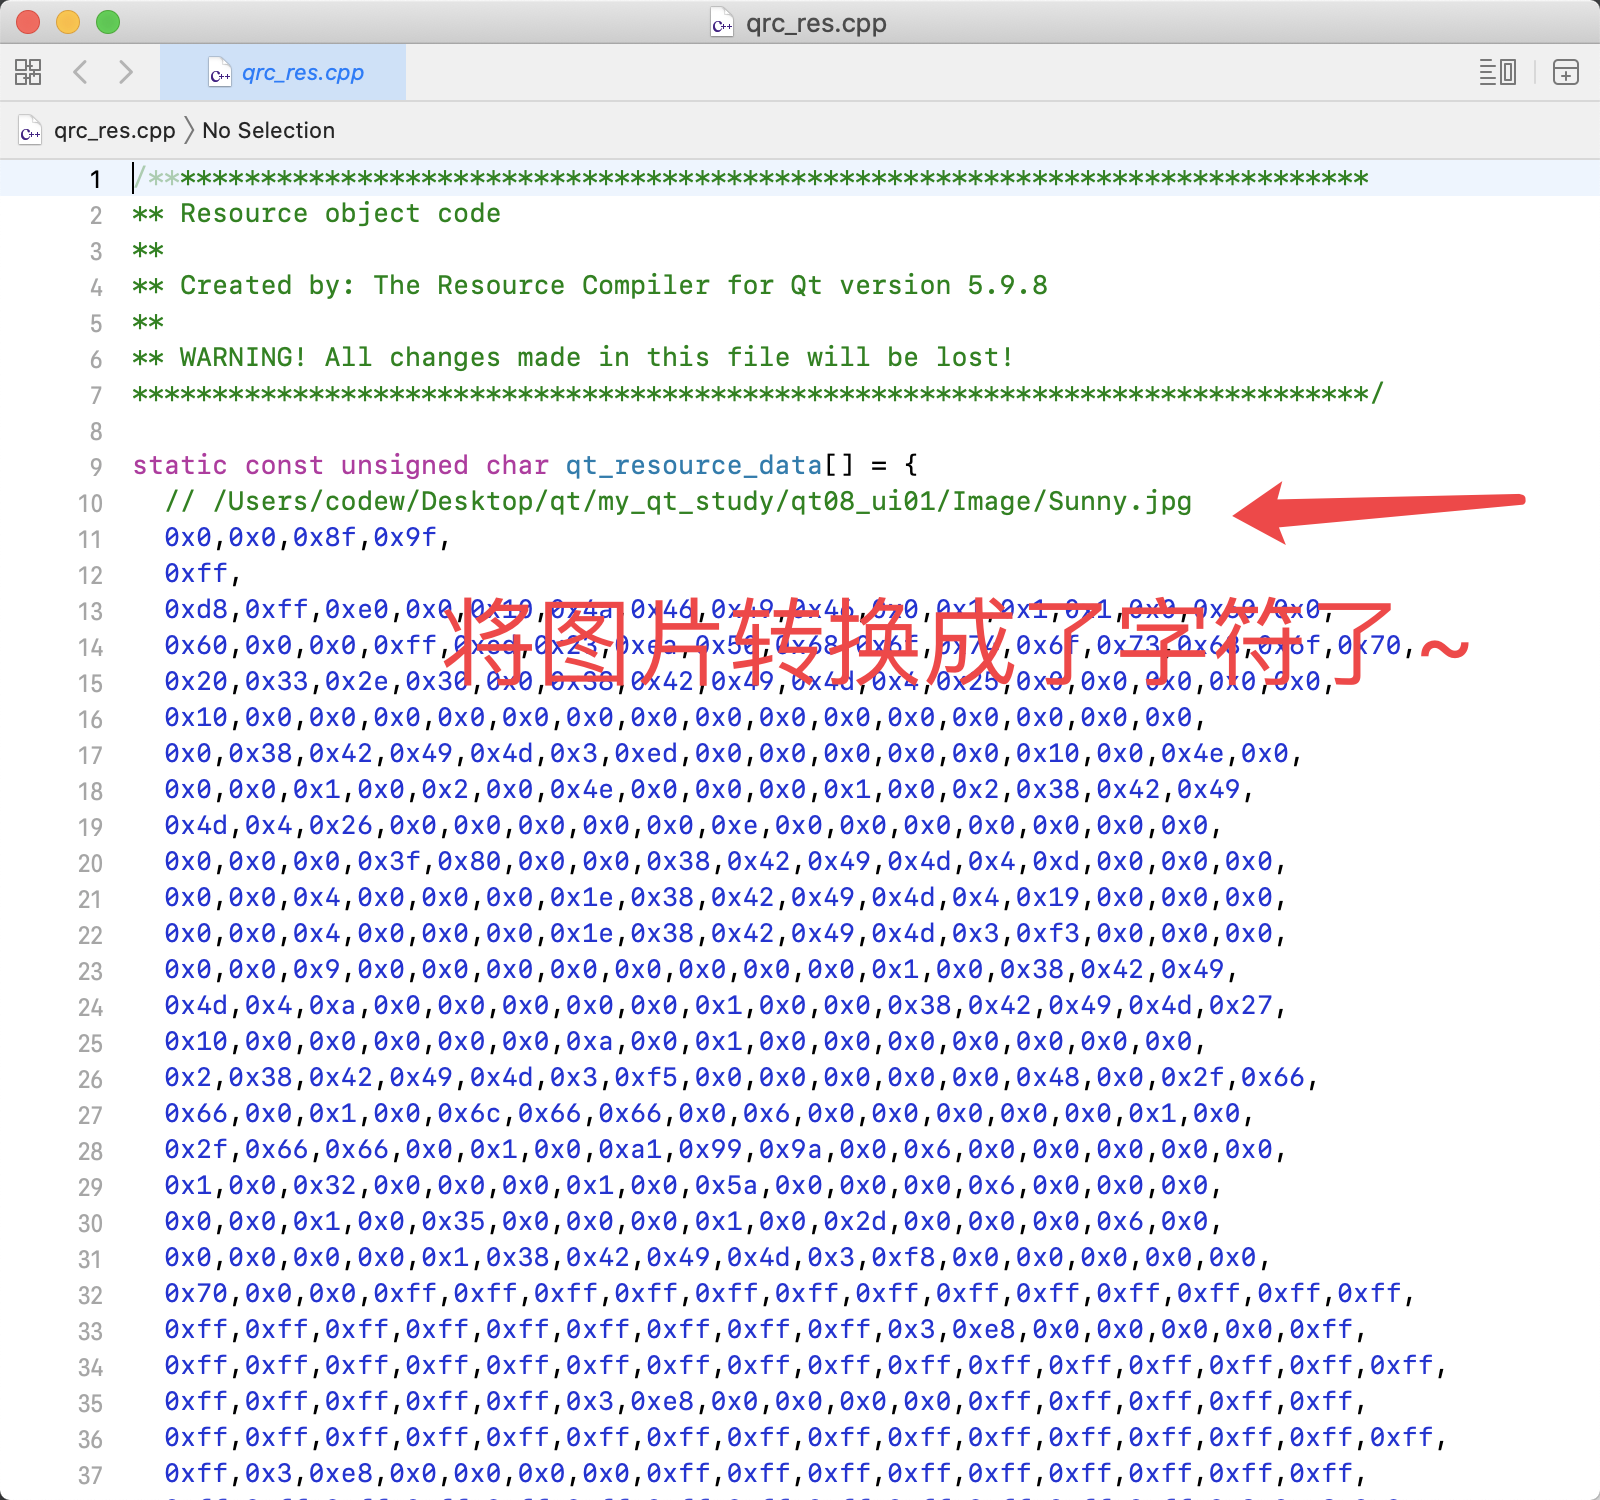 qrc_res.cpp
qrc_res.cpp
qrc_res.cpp 〉 No Selection
1 /*****************************************************************************
2 ** Resource object code
3 **
4 ** Created by: The Resource Compiler for Qt version 5.9.8
5 **
6 ** WARNING! All changes made in this file will be lost!
7 *****************************************************************************/
8
9 static const unsigned char qt_resource_data[] = {
10 // /Users/codew/Desktop/qt/my_qt_study/qt08_ui01/Image/Sunny.jpg
11 0x0,0x0,0x8f,0x9f,
12 0xff,
将图片转换成了字符了~
13 0xd8,0xff,0xe0,0x0,0x10,0x4a,0x46,0x49,0x46,0x0,0x1,0x1,0x1,0x0,0x60,0x0,
14 0x60,0x0,0x0,0xff,0xed,0x23,0xea,0x50,0x68,0x6f,0x74,0x6f,0x73,0x68,0x6f,0x70,
15 0x20,0x33,0x2e,0x30,0x0,0x38,0x42,0x49,0x4d,0x4,0x25,0x0,0x0,0x0,0x0,0x0,
16 0x10,0x0,0x0,0x0,0x0,0x0,0x0,0x0,0x0,0x0,0x0,0x0,0x0,0x0,0x0,0x0,
17 0x0,0x38,0x42,0x49,0x4d,0x3,0xed,0x0,0x0,0x0,0x0,0x0,0x10,0x0,0x4e,0x0,
18 0x0,0x0,0x1,0x0,0x2,0x0,0x4e,0x0,0x0,0x0,0x1,0x0,0x2,0x38,0x42,0x49,
19 0x4d,0x4,0x26,0x0,0x0,0x0,0x0,0x0,0xe,0x0,0x0,0x0,0x0,0x0,0x0,0x0,
20 0x0,0x0,0x0,0x3f,0x80,0x0,0x0,0x38,0x42,0x49,0x4d,0x4,0xd,0x0,0x0,0x0,
21 0x0,0x0,0x4,0x0,0x0,0x0,0x1e,0x38,0x42,0x49,0x4d,0x4,0x19,0x0,0x0,0x0,
22 0x0,0x0,0x4,0x0,0x0,0x0,0x1e,0x38,0x42,0x49,0x4d,0x3,0xf3,0x0,0x0,0x0,
23 0x0,0x0,0x9,0x0,0x0,0x0,0x0,0x0,0x0,0x0,0x0,0x1,0x0,0x38,0x42,0x49,
24 0x4d,0x4,0xa,0x0,0x0,0x0,0x0,0x0,0x1,0x0,0x0,0x38,0x42,0x49,0x4d,0x27,
25 0x10,0x0,0x0,0x0,0x0,0x0,0xa,0x0,0x1,0x0,0x0,0x0,0x0,0x0,0x0,0x0,
26 0x2,0x38,0x42,0x49,0x4d,0x3,0xf5,0x0,0x0,0x0,0x0,0x0,0x48,0x0,0x2f,0x66,
27 0x66,0x0,0x1,0x0,0x6c,0x66,0x66,0x0,0x6,0x0,0x0,0x0,0x0,0x0,0x1,0x0,
28 0x2f,0x66,0x66,0x0,0x1,0x0,0xa1,0x99,0x9a,0x0,0x6,0x0,0x0,0x0,0x0,0x0,
29 0x1,0x0,0x32,0x0,0x0,0x0,0x1,0x0,0x5a,0x0,0x0,0x0,0x6,0x0,0x0,0x0,
30 0x0,0x0,0x1,0x0,0x35,0x0,0x0,0x0,0x1,0x0,0x2d,0x0,0x0,0x0,0x6,0x0,
31 0x0,0x0,0x0,0x0,0x1,0x38,0x42,0x49,0x4d,0x3,0xf8,0x0,0x0,0x0,0x0,0x0,
32 0x70,0x0,0x0,0xff,0xff,0xff,0xff,0xff,0xff,0xff,0xff,0xff,0xff,0xff,0xff,0xff,
33 0xff,0xff,0xff,0xff,0xff,0xff,0xff,0xff,0xff,0x3,0xe8,0x0,0x0,0x0,0x0,0xff,
34 0xff,0xff,0xff,0xff,0xff,0xff,0xff,0xff,0xff,0xff,0xff,0xff,0xff,0xff,0xff,0xff,
35 0xff,0xff,0xff,0xff,0xff,0x3,0xe8,0x0,0x0,0x0,0x0,0xff,0xff,0xff,0xff,
36 0xff,0xff,0xff,0xff,0xff,0xff,0xff,0xff,0xff,0xff,0xff,0xff,0xff,0xff,0xff,0xff,
37 0xff,0x3,0xe8,0x0,0x0,0x0,0x0,0xff,0xff,0xff,0xff,0xff,0xff,0xff,0xff,